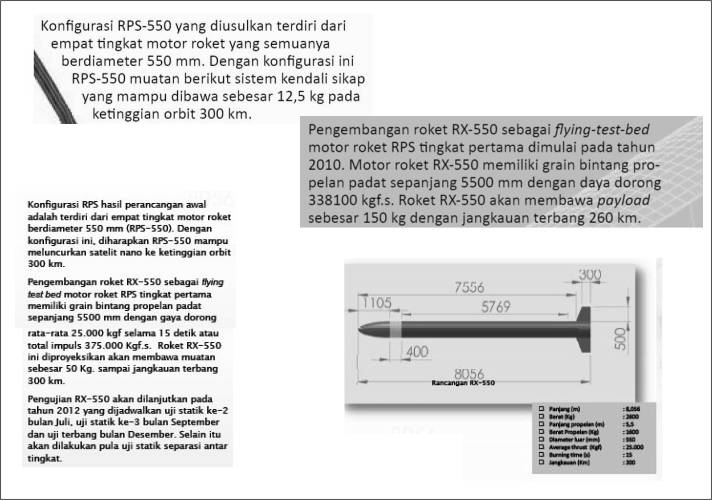 Konfigurasi RPS-550 yang diusulkan terdiri dari
empat tingkat motor roket yang semuanya
berdiameter 550 mm. Dengan konfigurasi ini
RPS-550 muatan berikut sistem kendali sikap
yang mampu dibawa sebesar 12,5 kg pada
ketinggian orbit 300 km.
Pengembangan roket RX-550 sebagai flying-test-bed
motor roket RPS tingkat pertama dimulai pada tahun
2010. Motor roket RX-550 memiliki grain bintang pro-
pelan padat sepanjang 5500 mm dengan daya dorong
338100 kgf.s. Roket RX-550 akan membawa payload
sebesar 150 kg dengan jangkauan terbang 260 km.
Konfigurasi RPS hasil perancangan awal
adalah terdiri dari empat tingkat motor roket
berdiameter 550 mm (RPS-550). Dengan
konfigurasi ini, diharapkan RPS-550 mampu
meluncurkan satelit nano ke ketinggian orbit
300 km.
Pengembangan roket RX-550 sebagai flying
test bed motor roket RPS tingkat pertama
memiliki grain bintang propelan padat
sepanjang 5500 mm dengan gaya dorong
rata-rata 25.000 kgf selama 15 detik atau
total impuls 375.000 Kgf.s. Roket RX-550
ini diproyeksikan akan membawa muatan
sebesar 50 Kg. sampai jangkauan terbang
300 km.
Pengujian RX-550 akan dilanjutkan pada
tahun 2012 yang dijadwalkan uji statik ke-2
bulan Juli, uji statik ke-3 bulan September
dan uji terbang bulan Desember. Selain itu
akan dilakukan pula uji statik separasi antar
tingkat.
300
7556
1105
5769
500
400
8056
Rancangan RX-550
Panjang (m) : 8,056
Berat (Kg) : 2600
Panjang propelan (m) : 5,5
Berat Propelan (Kg) : 1600
Diameter luar (mm) : 550
Average thrust (Kgf) : 25.000
Burning time (s) : 15
Jangkauan (Km) : 300